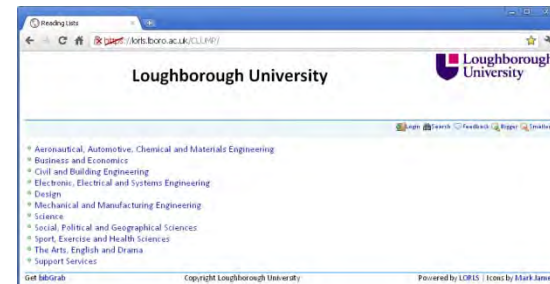 Reading Lists
https://lorls.lboro.ac.uk/CLUMP/
Loughborough University
Loughborough
University
Login Search Feedback Bigger Smaller
Aeronautical, Automotive, Chemical and Materials Engineering
Business and Economics
Civil and Building Engineering
Electronic, Electrical and Systems Engineering
Design
Mechanical and Manufacturing Engineering
Science
Social, Political and Geographical Sciences
Sport, Exercise and Health Sciences
The Arts, English and Drama
Support Services
Get bibGrab Copyright Loughborough University Powered by LORLS | Icons by Mark Jame